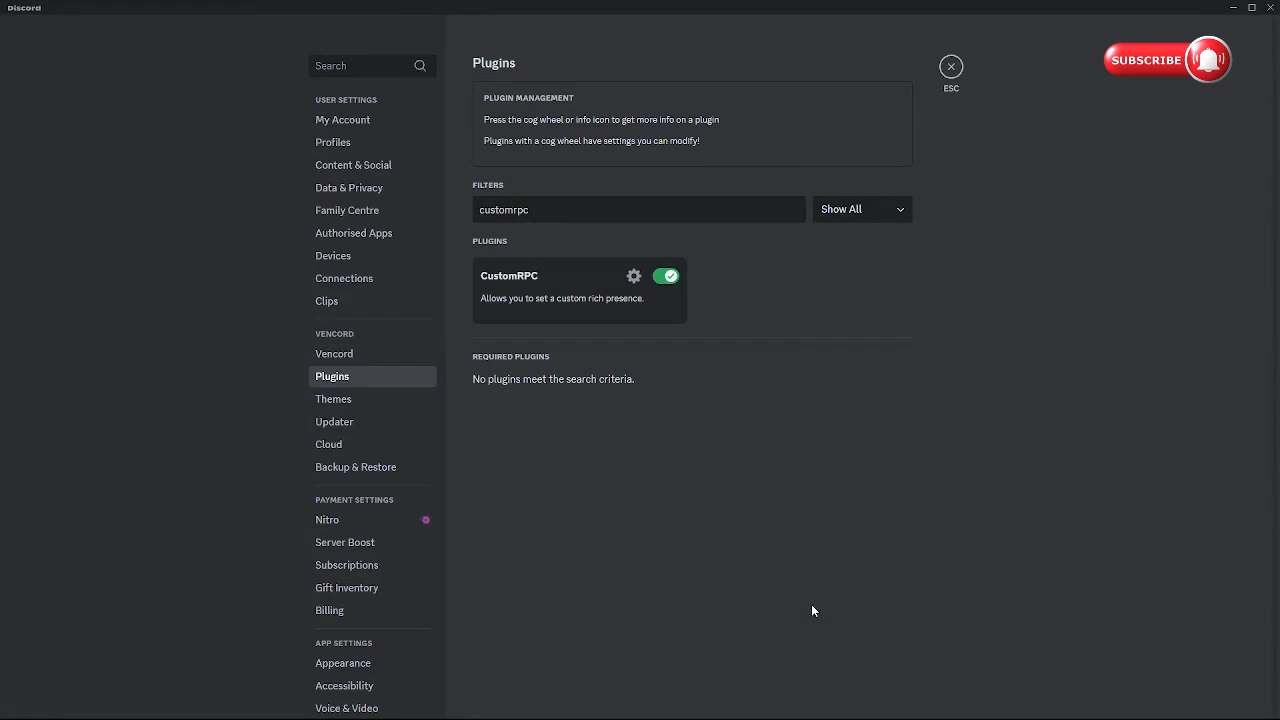 Discord
SUBSCRIBE
Search
USER SETTINGS
My Account
Profiles
Content & Social
Data & Privacy
Family Centre
Authorised Apps
Devices
Connections
Clips
VENCORD
Vencord
Plugins
Themes
Updater
Cloud
Backup & Restore
PAYMENT SETTINGS
Nitro
Server Boost
Subscriptions
Gift Inventory
Billing
APP SETTINGS
Appearance
Accessibility
Voice & Video
Plugins
PLUGIN MANAGEMENT
Press the cog wheel or info icon to get more info on a plugin
Plugins with a cog wheel have settings you can modify!
FILTERS
customrpc
Show All
PLUGINS
CustomRPC
Allows you to set a custom rich presence.
REQUIRED PLUGINS
No plugins meet the search criteria.
ESC